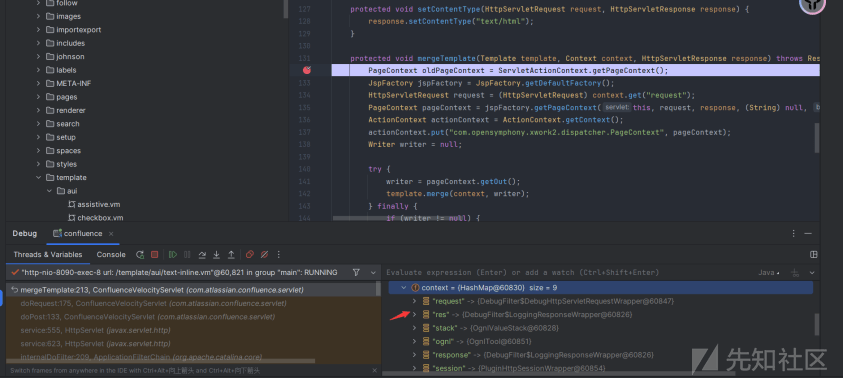 follow
images
importexport
includes
johnson
labels
META-INF
pages
renderer
search
setup
spaces
styles
template
aui
assistive.vm
checkbox.vm
127 protected void setContentType(HttpServletRequest request, HttpServletResponse response) {
128 response.setContentType("text/html");
129 }
130
131 protected void mergeTemplate(Template template, Context context, HttpServletResponse response) throws Res
PageContext oldPageContext = ServletActionContext.getPageContext();
133 JspFactory jspFactory = JspFactory.getDefaultFactory();
134 HttpServletRequest request = (HttpServletRequest) context.get("request");
135 PageContext pageContext = jspFactory.getPageContext( servlet this, request, response, (String) null,
136 ActionContext actionContext = ActionContext.getContext();
137 actionContext.put("com.opensymphony.xwork2.dispatcher.PageContext", pageContext);
138 Writer writer = null;
139
140 try {
141 writer = pageContext.getOut();
142 template.merge(context, writer);
143 } finally {
144 if (writer != null) {
Debug confluence ×
Threads & Variables Console
"http-nio-8090-exec-8 url: /template/aui/text-inline.vm"@60,821 in group "main": RUNNING
mergeTemplate:213, ConfluenceVelocityServlet (com.atlassian.confluence.servlet)
doRequest:175, ConfluenceVelocityServlet (com.atlassian.confluence.servlet)
doPost:133, ConfluenceVelocityServlet (com.atlassian.confluence.servlet)
service:555, HttpServlet (javax.servlet.http)
service:623, HttpServlet (javax.servlet.http)
internalDoFilter:209, ApplicationFilterChain (org.apache.catalina.core)
Switch frames from anywhere in the IDE with Ctrl+Alt+向上箭头 and Ctrl+Alt+向下箭头
Evaluate expression (Enter) or add a watch (Ctrl+Shift+Enter) Java
context = {HashMap@60830} size = 9
"request" = {DebugFilter$DebugHttpServletRequestWrapper@60847}
"res" = {DebugFilter$LoggingResponseWrapper@60826}
"stack" = {OgnlValueStack@60828}
"ognl" = {OgnlTool@60851}
"response" = {DebugFilter$LoggingResponseWrapper@60826}
"session" = {PluginHttpSessionWrapper@60854}
先知社区